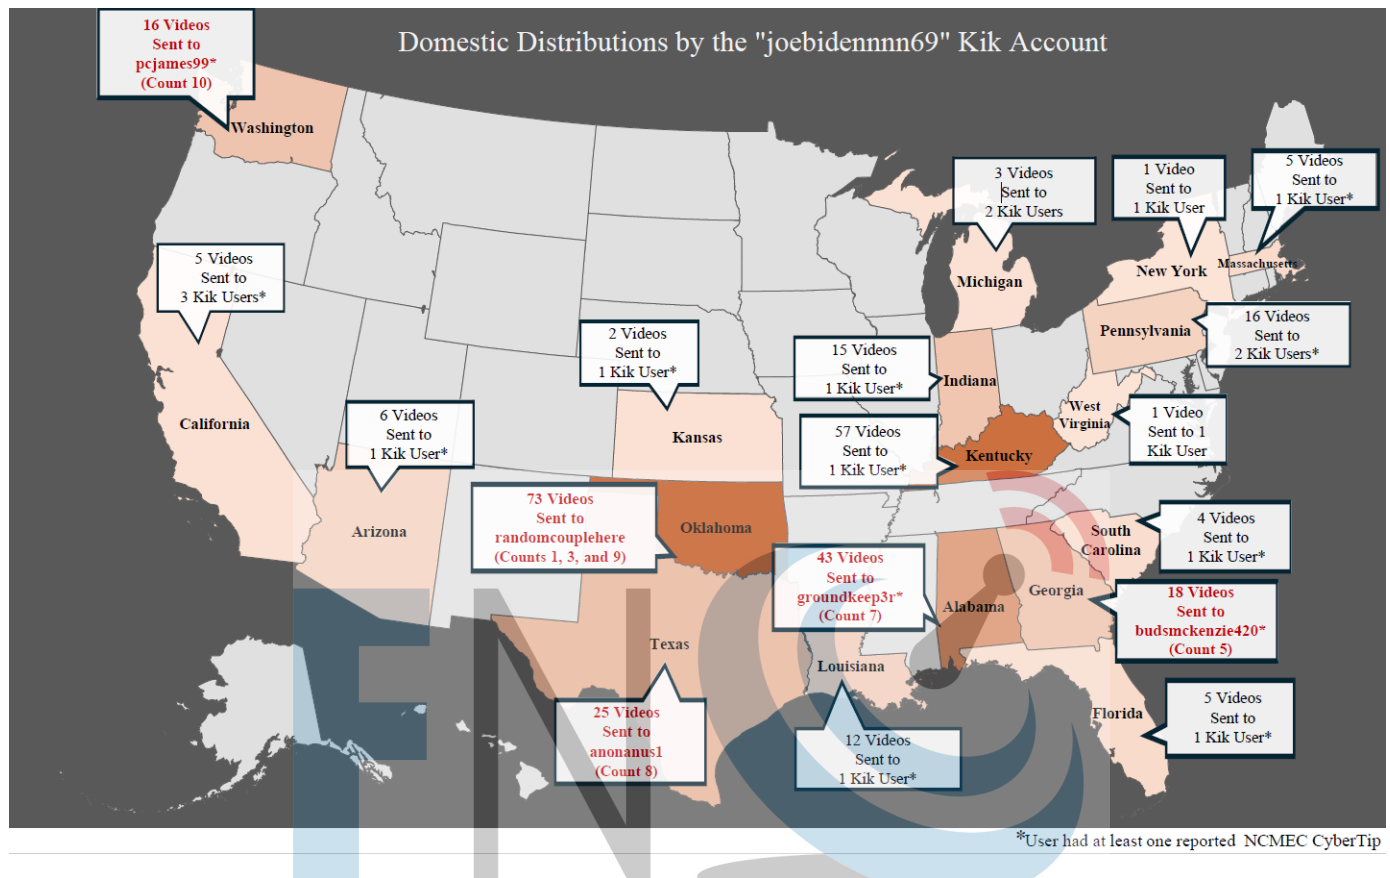 Domestic Distributions by the "joebidennnn69" Kik Account
16 Videos
Sent to
pcjames99*
(Count 10)
Washington
3 Videos
Sent to
2 Kik Users
Michigan
1 Video
Sent to
1 Kik User
New York
5 Videos
Sent to
1 Kik User*
Massachusetts
5 Videos
Sent to
3 Kik Users*
California
2 Videos
Sent to
1 Kik User*
Kansas
15 Videos
Sent to
1 Kik User*
Indiana
16 Videos
Sent to
2 Kik Users*
Pennsylvania
6 Videos
Sent to
1 Kik User*
Arizona
57 Videos
Sent to
1 Kik User*
Kentucky
1 Video
Sent to 1
Kik User
West
Virginia
73 Videos
Sent to
randomcouplehere
(Counts 1, 3, and 9)
Oklahoma
43 Videos
Sent to
groundkeep3r*
(Count 7)
Alabama
4 Videos
Sent to
1 Kik User*
South
Carolina
18 Videos
Sent to
budsmckenzie420*
(Count 5)
Georgia
Texas
25 Videos
Sent to
anonanus1
(Count 8)
Louisiana
12 Videos
Sent to
1 Kik User*
5 Videos
Sent to
1 Kik User*
Florida
*User had at least one reported NCMEC CyberTip